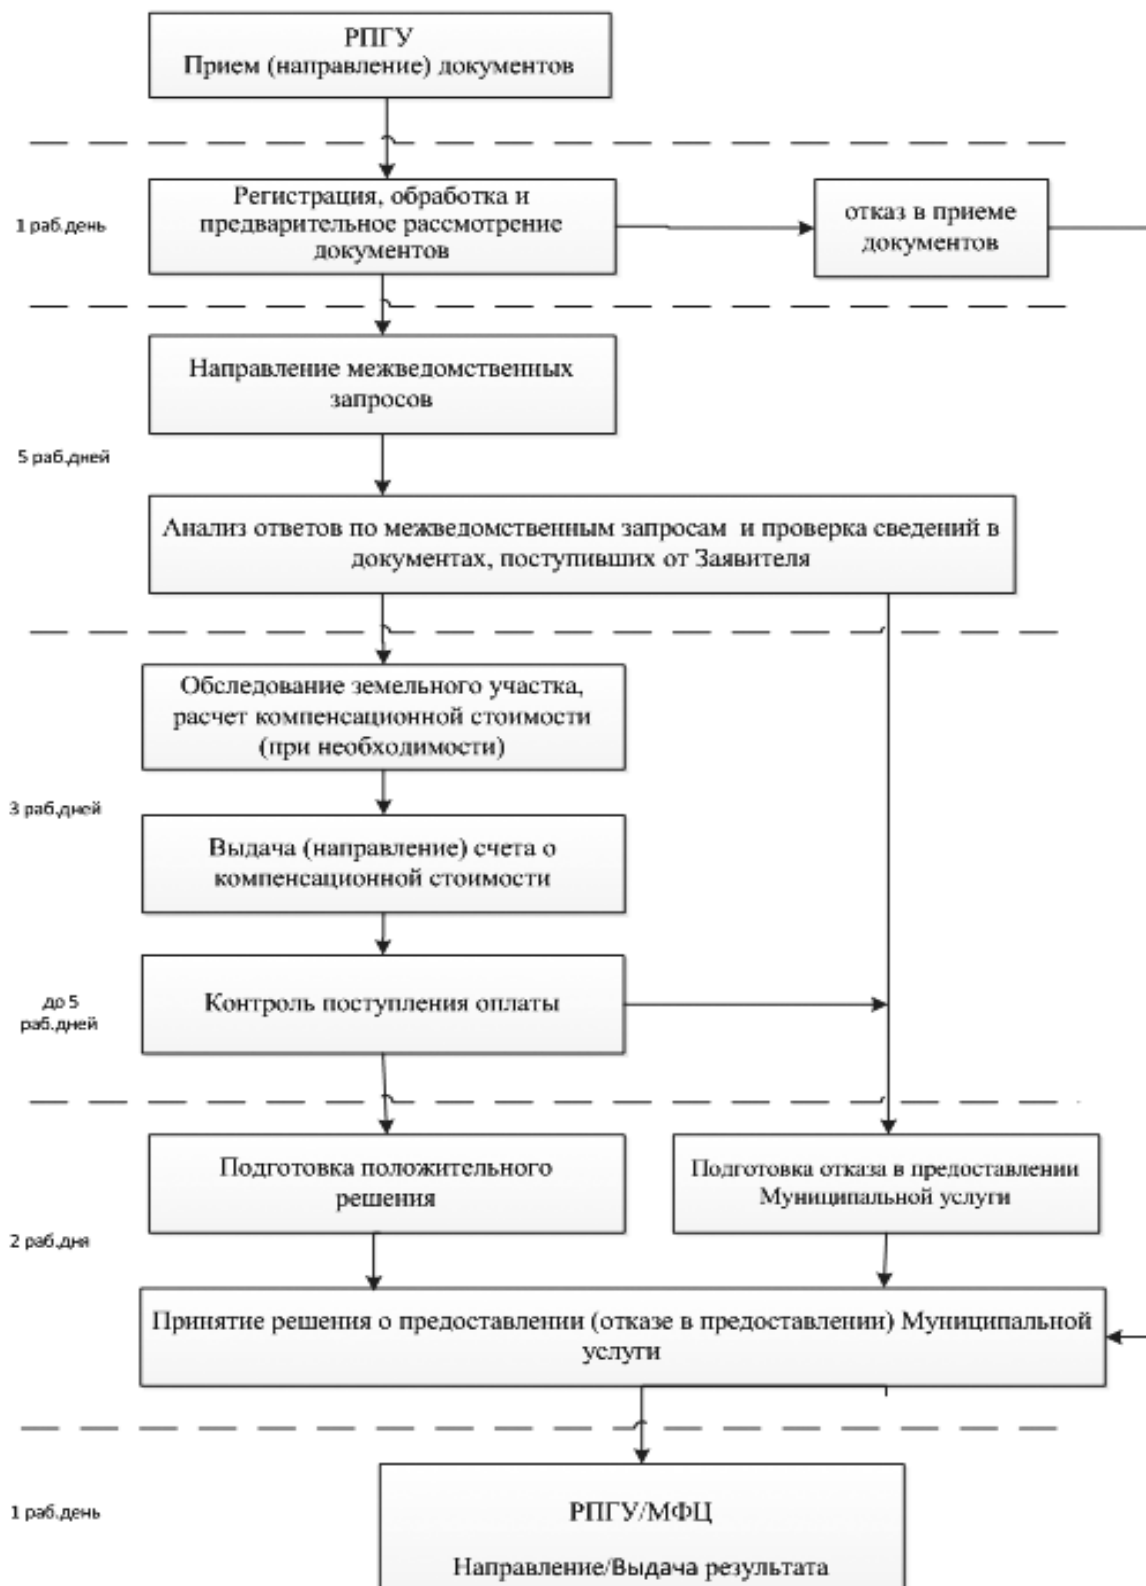 РПГУ
Прием (направление) документов
1 раб.день
Регистрация, обработка и
предварительное рассмотрение
документов
отказ в приеме
документов
Направление межведомственных
запросов
5 раб.дней
Анализ ответов по межведомственным запросам и проверка сведений в
документах, поступивших от Заявителя
Обследование земельного участка,
расчет компенсационной стоимости
(при необходимости)
3 раб.дней
Выдача (направление) счета о
компенсационной стоимости
до 5
раб.дней
Контроль поступления оплаты
Подготовка положительного
решения
Подготовка отказа в предоставлении
Муниципальной услуги
2 раб.дня
Принятие решения о предоставлении (отказе в предоставлении) Муниципальной
услуги
1 раб.день
РПГУ/МФЦ
Направление/Выдача результата